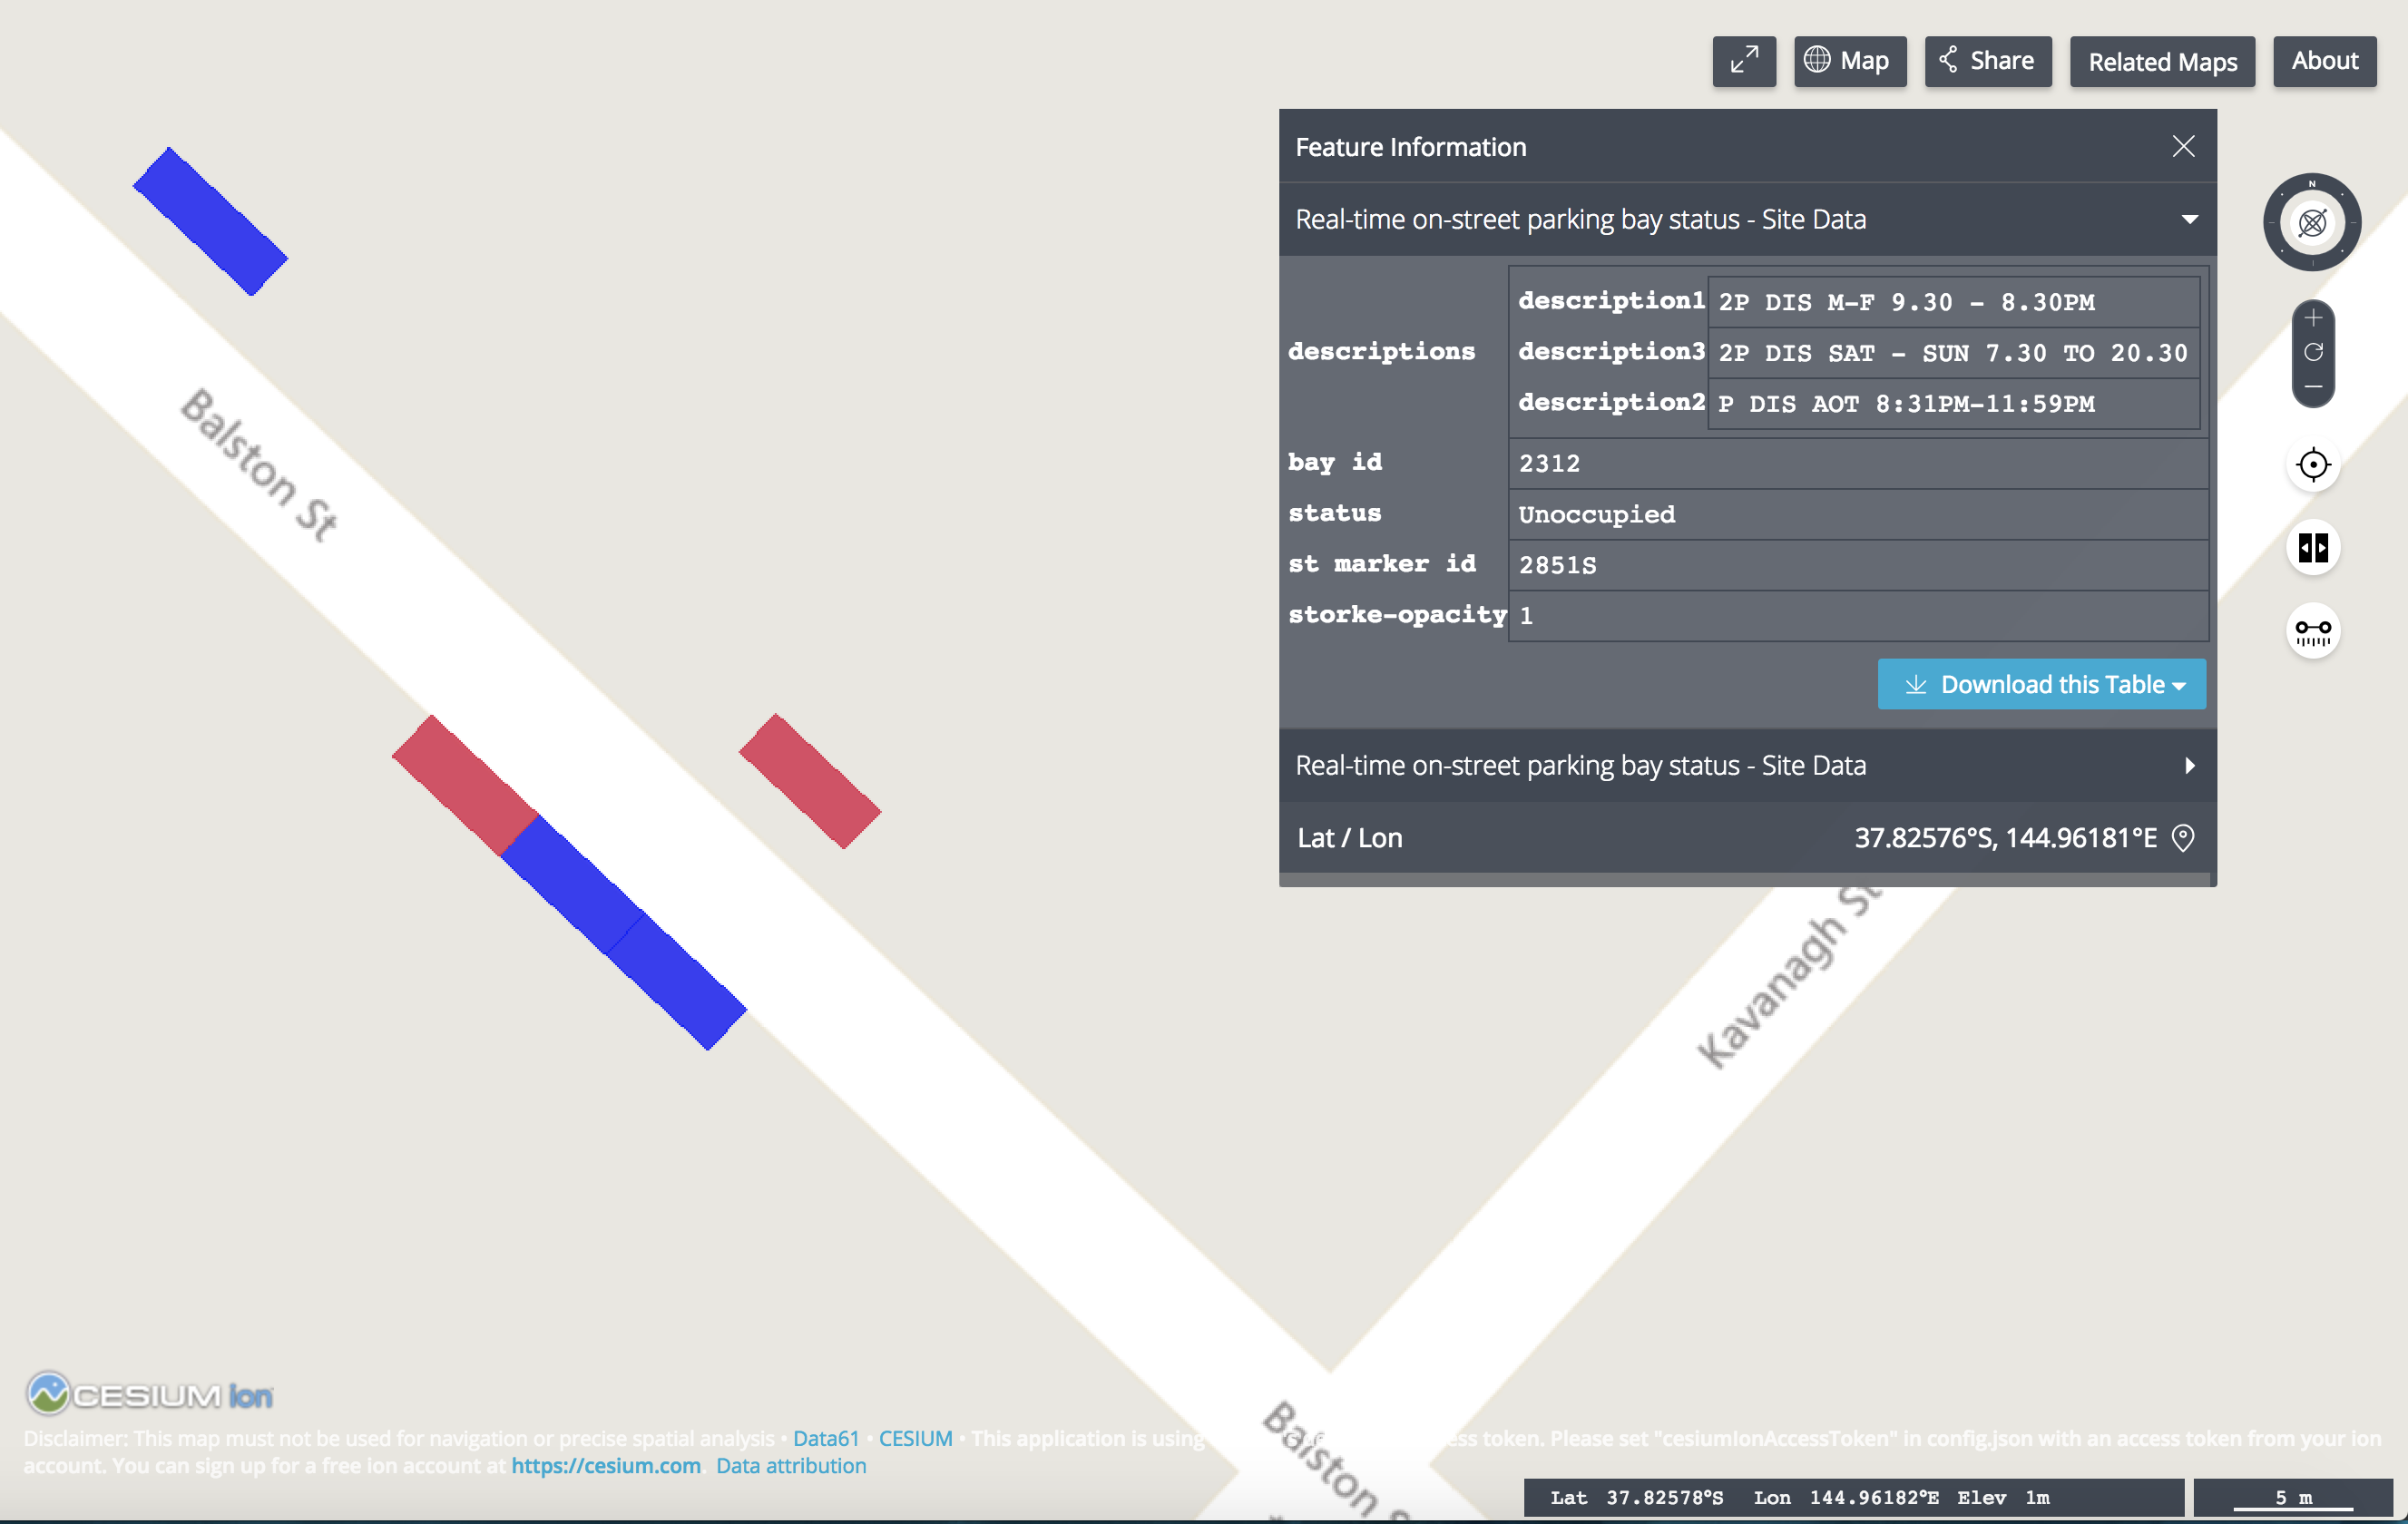 Map
Share
Related Maps
About
Feature Information
N
Real-time on-street parking bay status - Site Data
descriptions
description1 2P DIS M-F 9.30 - 8.30PM
description3 2P DIS SAT - SUN 7.30 TO 20.30
description2 P DIS AOT 8:31PM-11:59PM
bay id 2312
status Unoccupied
st marker id 2851S
storke-opacity 1
Download this Table
Real-time on-street parking bay status - Site Data
Lat / Lon 37.82576°S, 144.96181°E
Balston St
Kavanagh St
Balston
CESIUM ion
Disclaimer: This map must not be used for navigation or precise spatial analysis • Data61 • CESIUM • This application is using ess token. Please set "cesiumIonAccessToken" in config.json with an access token from your ion
account. You can sign up for a free ion account at https://cesium.com. Data attribution
Lat 37.82578°S Lon 144.96182°E Elev 1m
5 m